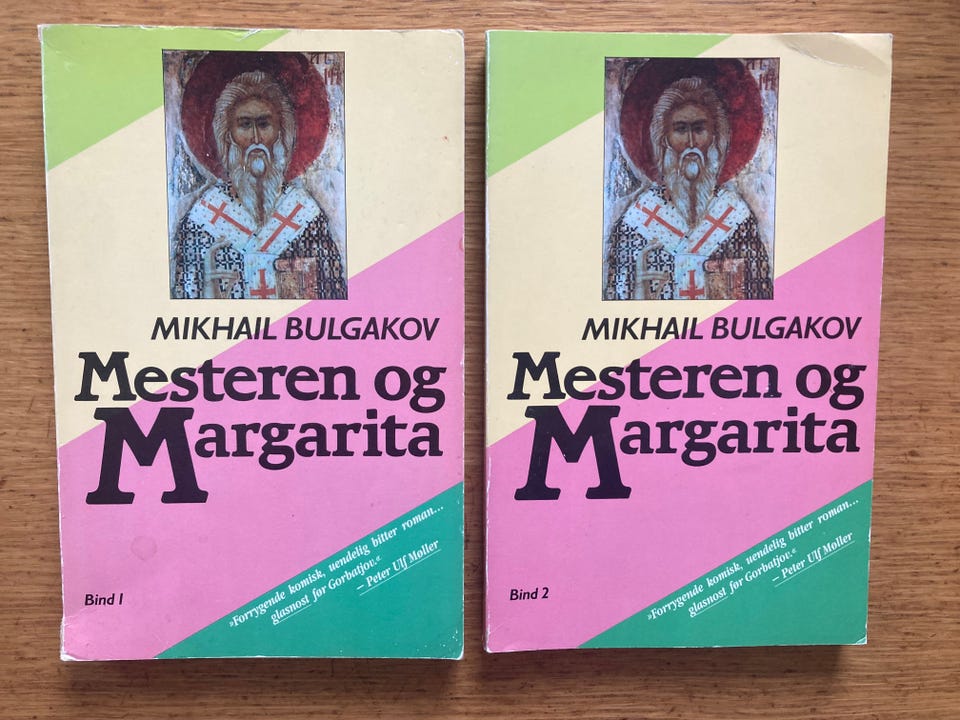 MIKHAIL BULGAKOV
Mesteren og
Margarita
»Forrygende komisk, uendelig bitter roman...
glasnost før Gorbatjov.«
– Peter Ulf Møller
Bind 1
MIKHAIL BULGAKOV
Mesteren og
Margarita
»Forrygende komisk, uendelig bitter roman...
glasnost før Gorbatjov.«
– Peter Ulf Møller
Bind 2